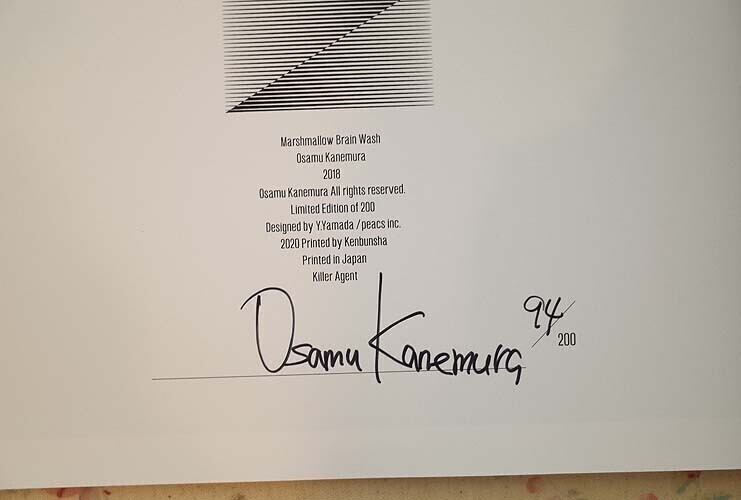 Marshmallow Brain Wash
Osamu Kanemura
2018
Osamu Kanemura All rights reserved.
Limited Edition of 200
Designed by Y.Yamada / peacs inc.
2020 Printed by Kenbunsha
Printed in Japan
Killer Agent
Osamu Kanemura 94/200